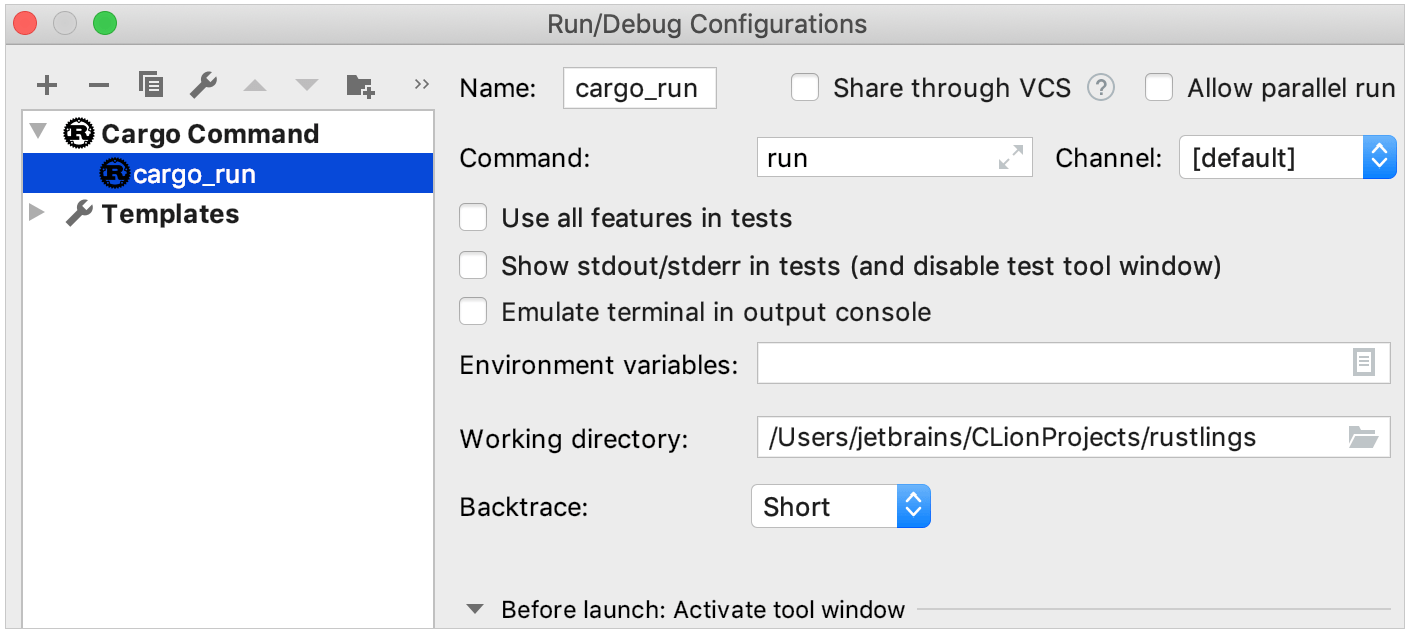 Run/Debug Configurations
Name: cargo_run Share through VCS ? Allow parallel run
Cargo Command
cargo_run
Templates
Command: run Channel: [default]
Use all features in tests
Show stdout/stderr in tests (and disable test tool window)
Emulate terminal in output console
Environment variables:
Working directory: /Users/jetbrains/CLionProjects/rustlings
Backtrace: Short
Before launch: Activate tool window